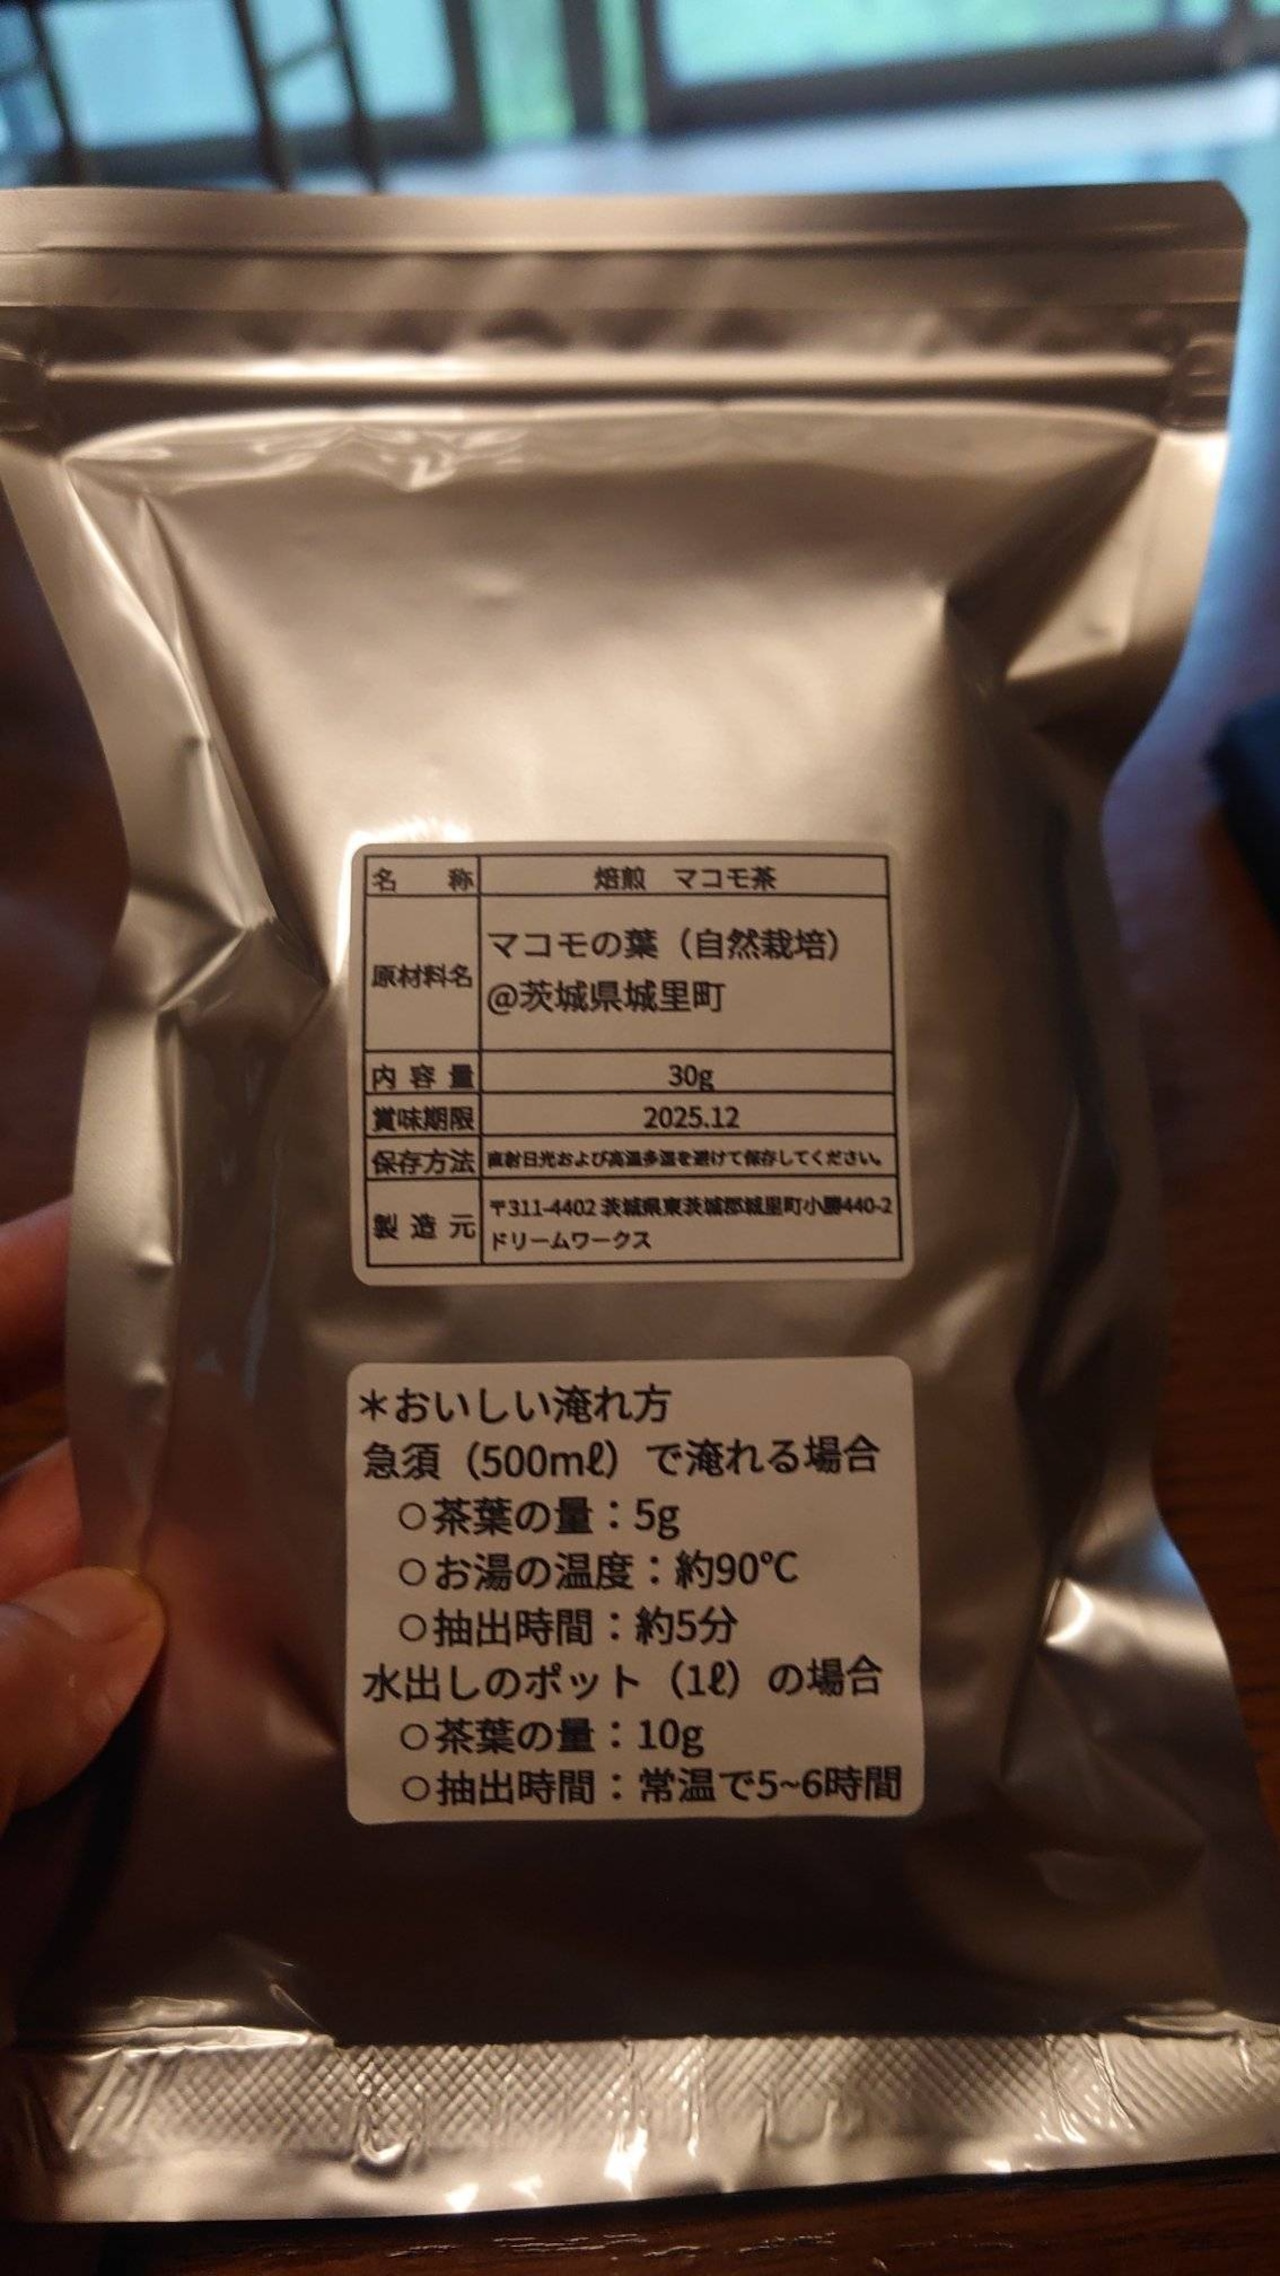 名　称　焙煎　マコモ茶
原材料名　マコモの葉（自然栽培）
@茨城県城里町
内容量　30g
賞味期限　2025.12
保存方法　直射日光および高温多湿を避けて保存してください。
製造元　〒311-4402 茨城県東茨城郡城里町小勝440-2
ドリームワークス
＊おいしい淹れ方
急須（500mℓ）で淹れる場合
○茶葉の量：5g
○お湯の温度：約90℃
○抽出時間：約5分
水出しのポット（1ℓ）の場合
○茶葉の量：10g
○抽出時間：常温で5~6時間